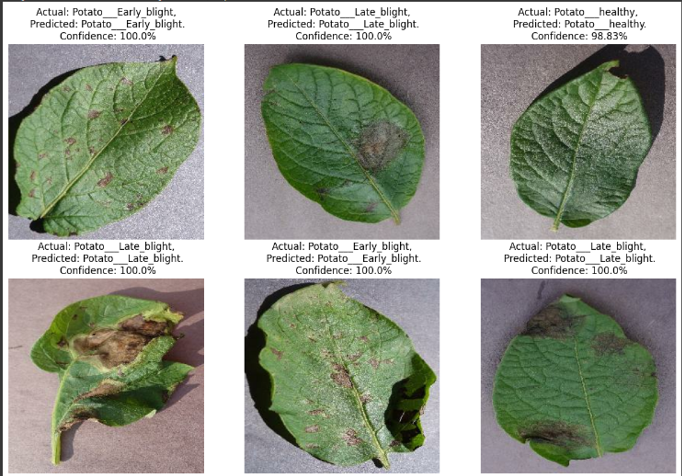 Actual: Potato___Early_blight,
Predicted: Potato___Early_blight.
Confidence: 100.0%
Actual: Potato___Late_blight,
Predicted: Potato___Late_blight.
Confidence: 100.0%
Actual: Potato___healthy,
Predicted: Potato___healthy.
Confidence: 98.83%
Actual: Potato___Late_blight,
Predicted: Potato___Late_blight.
Confidence: 100.0%
Actual: Potato___Early_blight,
Predicted: Potato___Early_blight.
Confidence: 100.0%
Actual: Potato___Late_blight,
Predicted: Potato___Late_blight.
Confidence: 100.0%